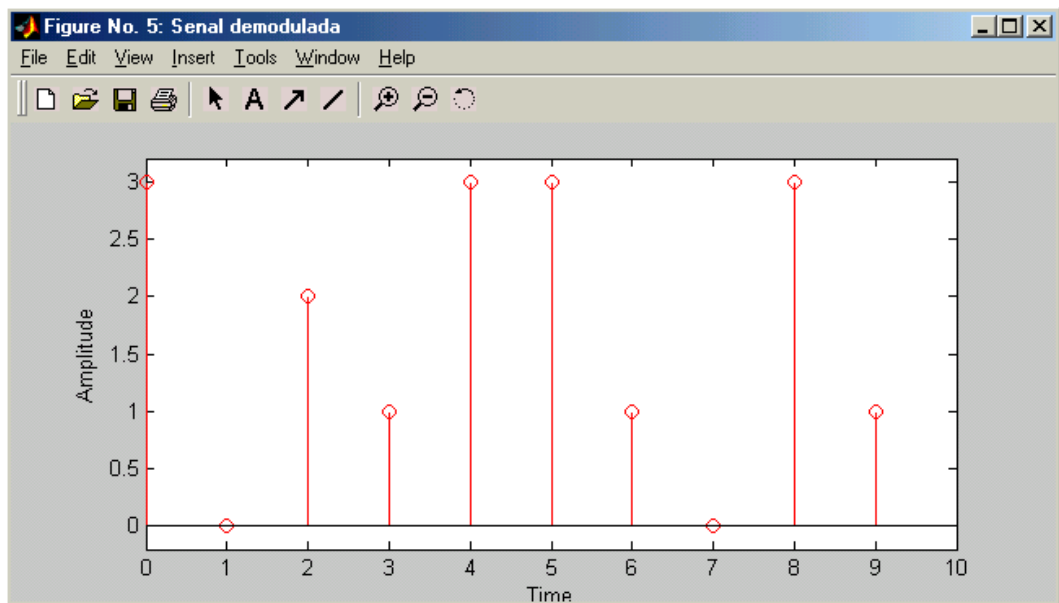 Figure No. 5: Senal demodulada
File Edit View Insert Tools Window Help
A
3
2.5
2
1.5
1
0.5
0
Amplitude
0 1 2 3 4 5 6 7 8 9 10
Time